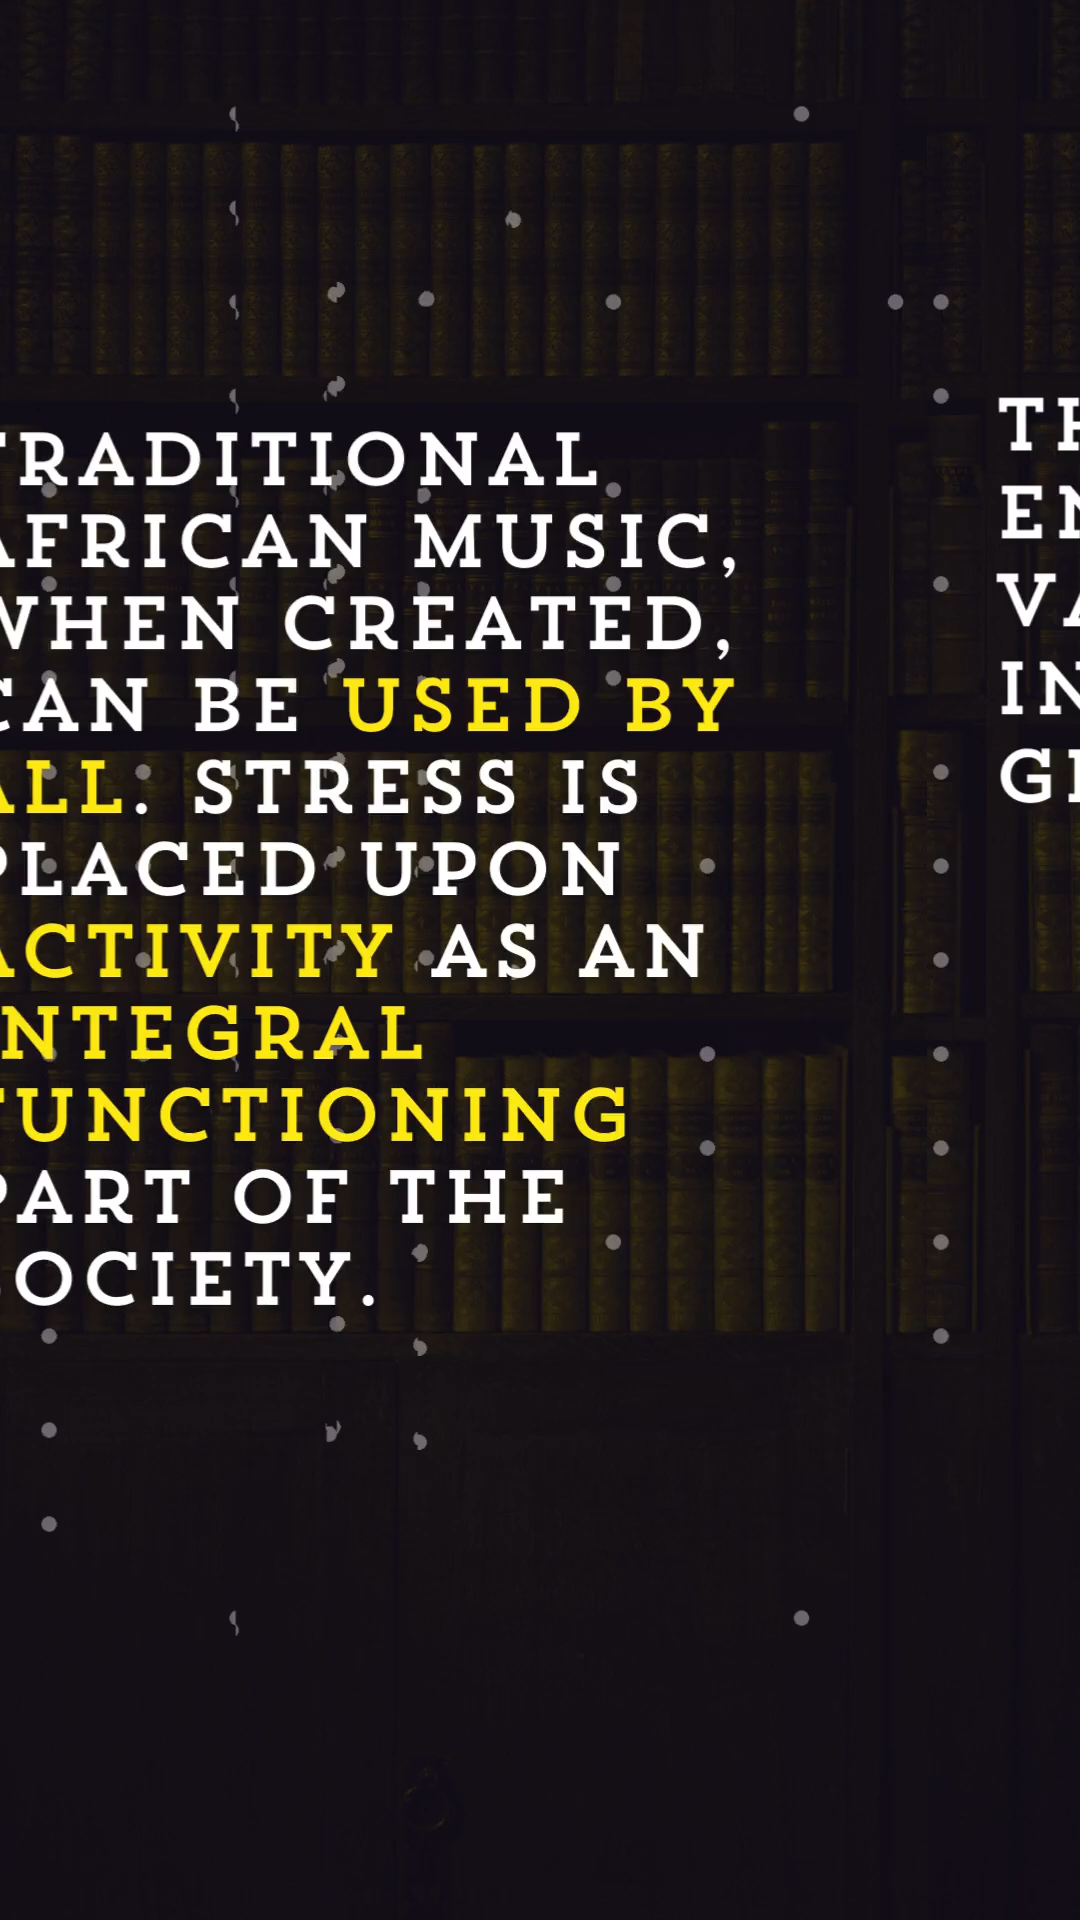 TRADITIONAL
AFRICAN MUSIC,
WHEN CREATED,
CAN BE USED BY
ALL. STRESS IS
PLACED UPON
ACTIVITY AS AN
INTEGRAL
FUNCTIONING
PART OF THE
SOCIETY.